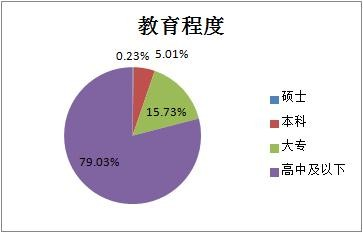 教育程度
0.23%
5.01%
15.73%
79.03%
硕士
本科
大专
高中及以下